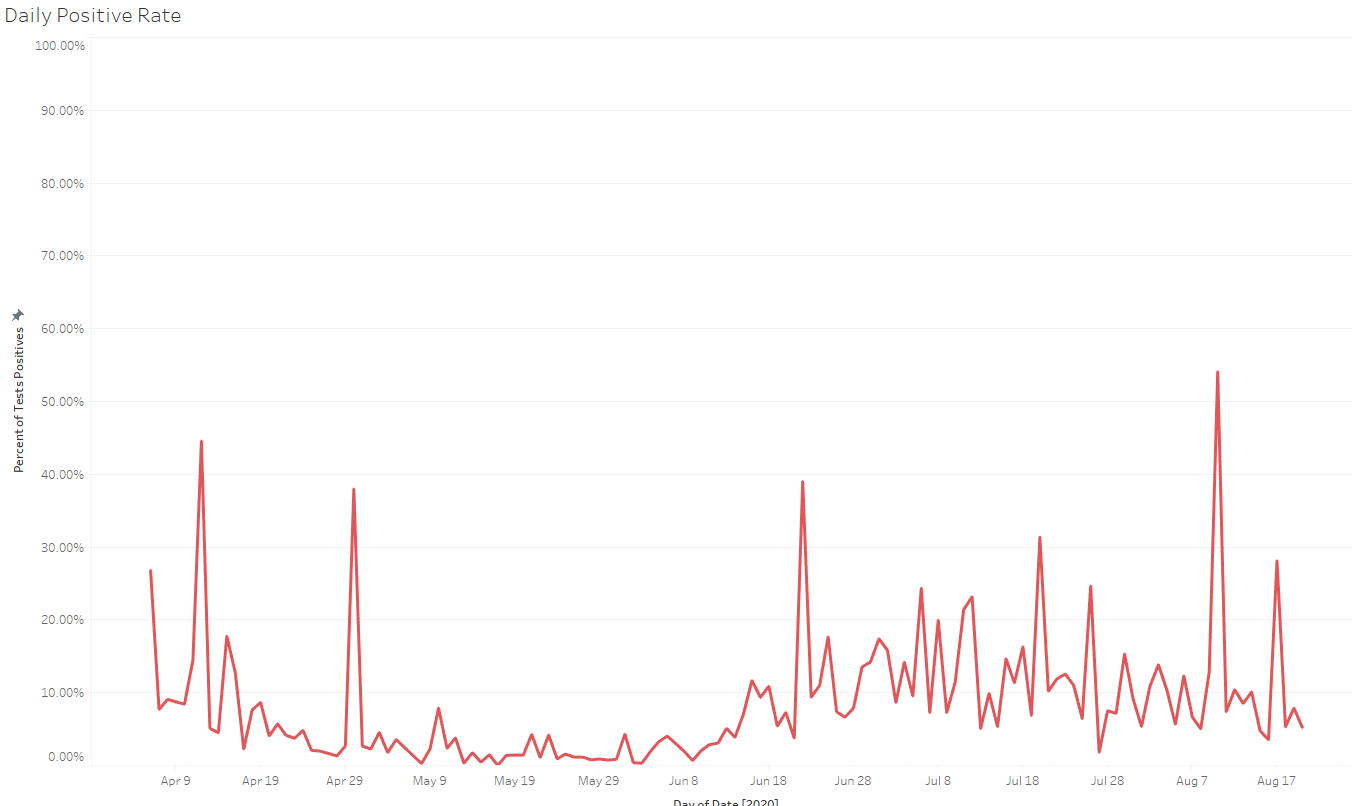 Daily Positive Rate
100.00%
90.00%
80.00%
70.00%
60.00%
50.00%
40.00%
30.00%
20.00%
10.00%
0.00%
Percent of Tests Positives
Apr 9 Apr 19 Apr 29 May 9 May 19 May 29 Jun 8 Jun 18 Jun 28 Jul 8 Jul 18 Jul 28 Aug 7 Aug 17
Day of Date [2020]